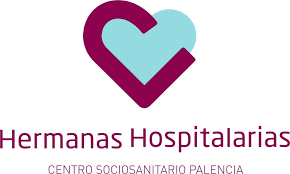 Hermanas Hospitalarias
CENTRO SOCIOSANITARIO PALENCIA